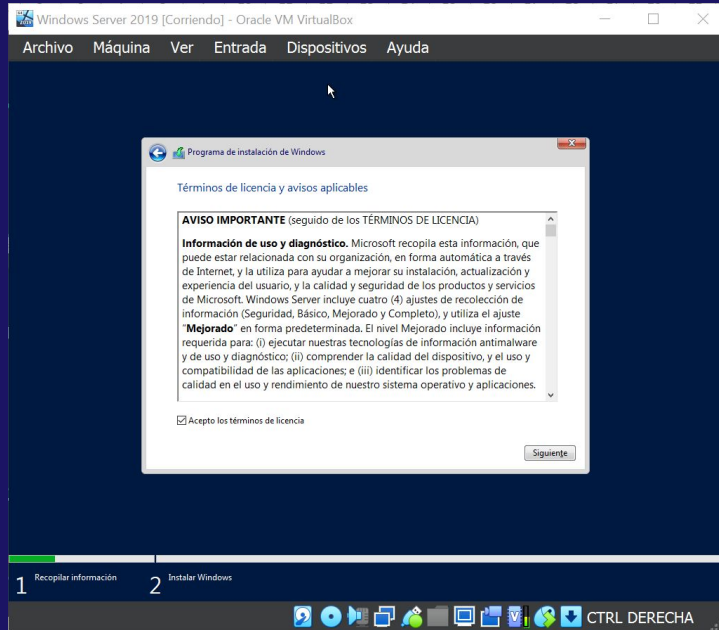 Windows Server 2019 [Corriendo] - Oracle VM VirtualBox
Archivo Máquina Ver Entrada Dispositivos Ayuda
Programa de instalación de Windows
Términos de licencia y avisos aplicables
AVISO IMPORTANTE (seguido de los TÉRMINOS DE LICENCIA)
Información de uso y diagnóstico. Microsoft recopila esta información, que
puede estar relacionada con su organización, en forma automática a través
de Internet, y la utiliza para ayudar a mejorar su instalación, actualización y
experiencia del usuario, y la calidad y seguridad de los productos y servicios
de Microsoft. Windows Server incluye cuatro (4) ajustes de recolección de
información (Seguridad, Básico, Mejorado y Completo), y utiliza el ajuste
"Mejorado" en forma predeterminada. El nivel Mejorado incluye información
requerida para: (i) ejecutar nuestras tecnologías de información antimalware
y de uso y diagnóstico; (ii) comprender la calidad del dispositivo, y el uso y
compatibilidad de las aplicaciones; e (iii) identificar los problemas de
calidad en el uso y rendimiento de nuestro sistema operativo y aplicaciones.
Acepto los términos de licencia
Siguiente
1 Recopilar información 2 Instalar Windows
CTRL DERECHA